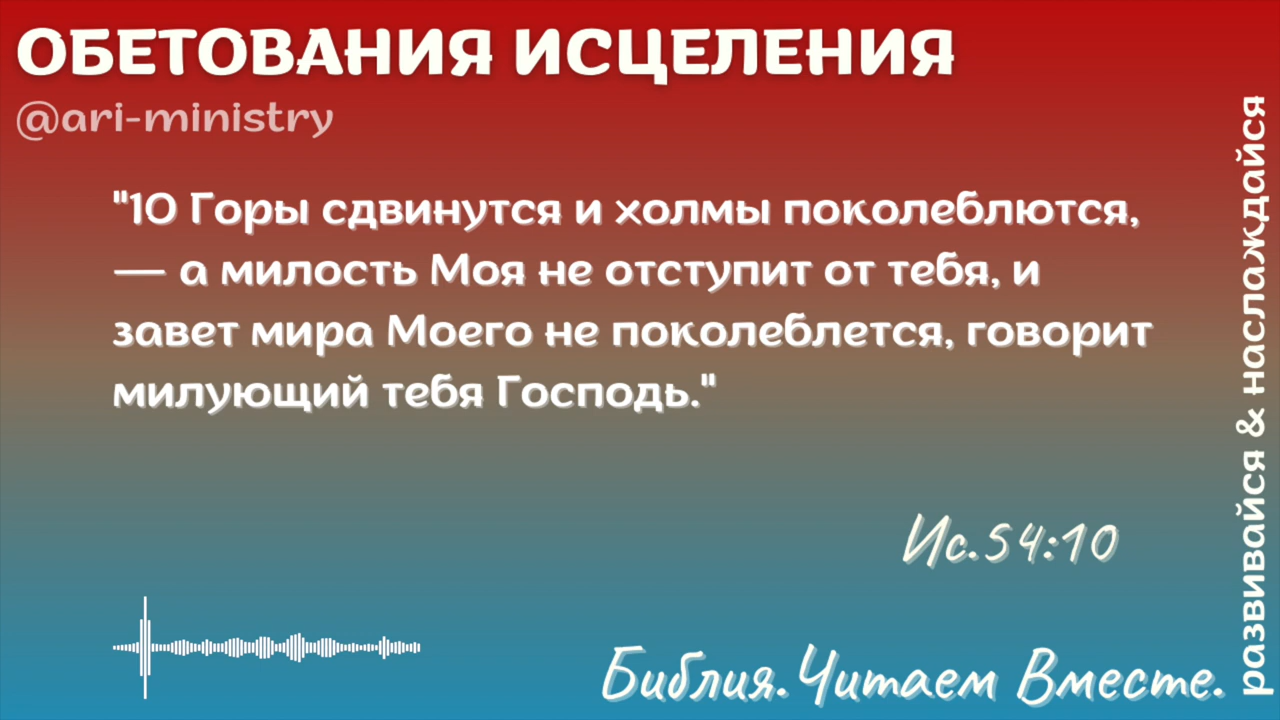 ОБЕТОВАНИЯ ИСЦЕЛЕНИЯ
@ari-ministry
"10 Горы сдвинутся и холмы поколеблются,
— а милость Моя не отступит от тебя, и
завет мира Моего не поколеблется, говорит
милующий тебя Господь."
Ис.54:10
Библия.Читаем Вместе.
развивайся & наслаждайся